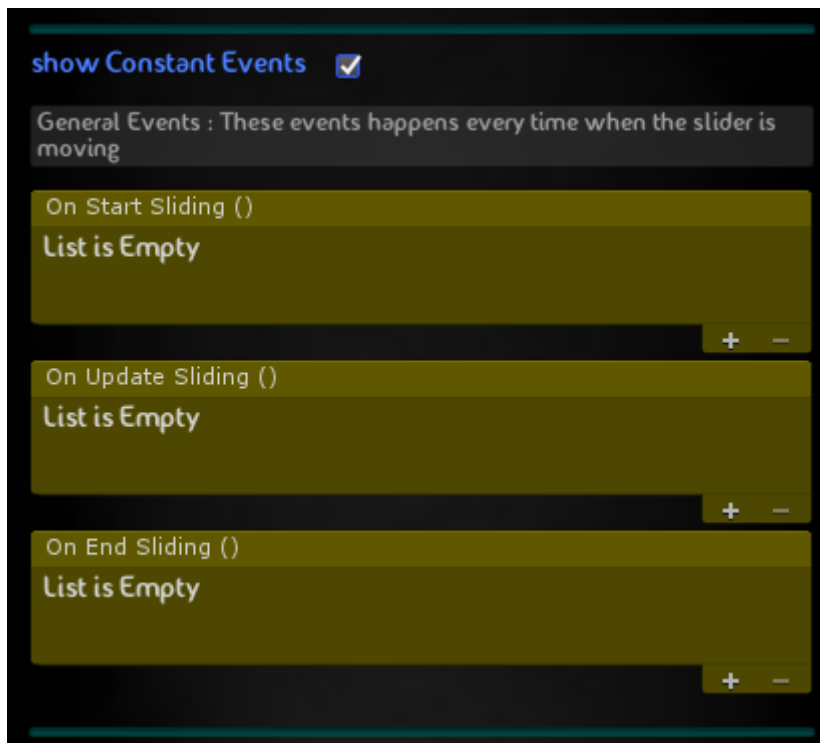 show Constant Events
General Events : These events happens every time when the slider is
moving
On Start Sliding ()
List is Empty
+ −
On Update Sliding ()
List is Empty
+ −
On End Sliding ()
List is Empty
+ −